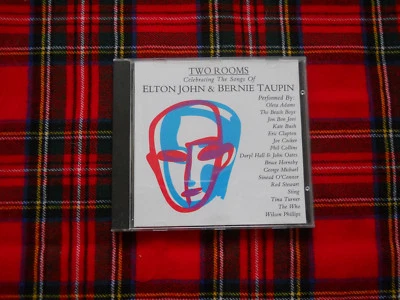 TWO ROOMS
Celebrating The Songs Of
ELTON JOHN & BERNIE TAUPIN
Performed By:
Oleta Adams
The Beach Boys
Jon Bon Jovi
Kate Bush
Eric Clapton
Joe Cocker
Phil Collins
Daryl Hall & John Oates
Bruce Hornsby
George Michael
Sinead O'Connor
Rod Stewart
Sting
Tina Turner
The Who
Wilson Phillips